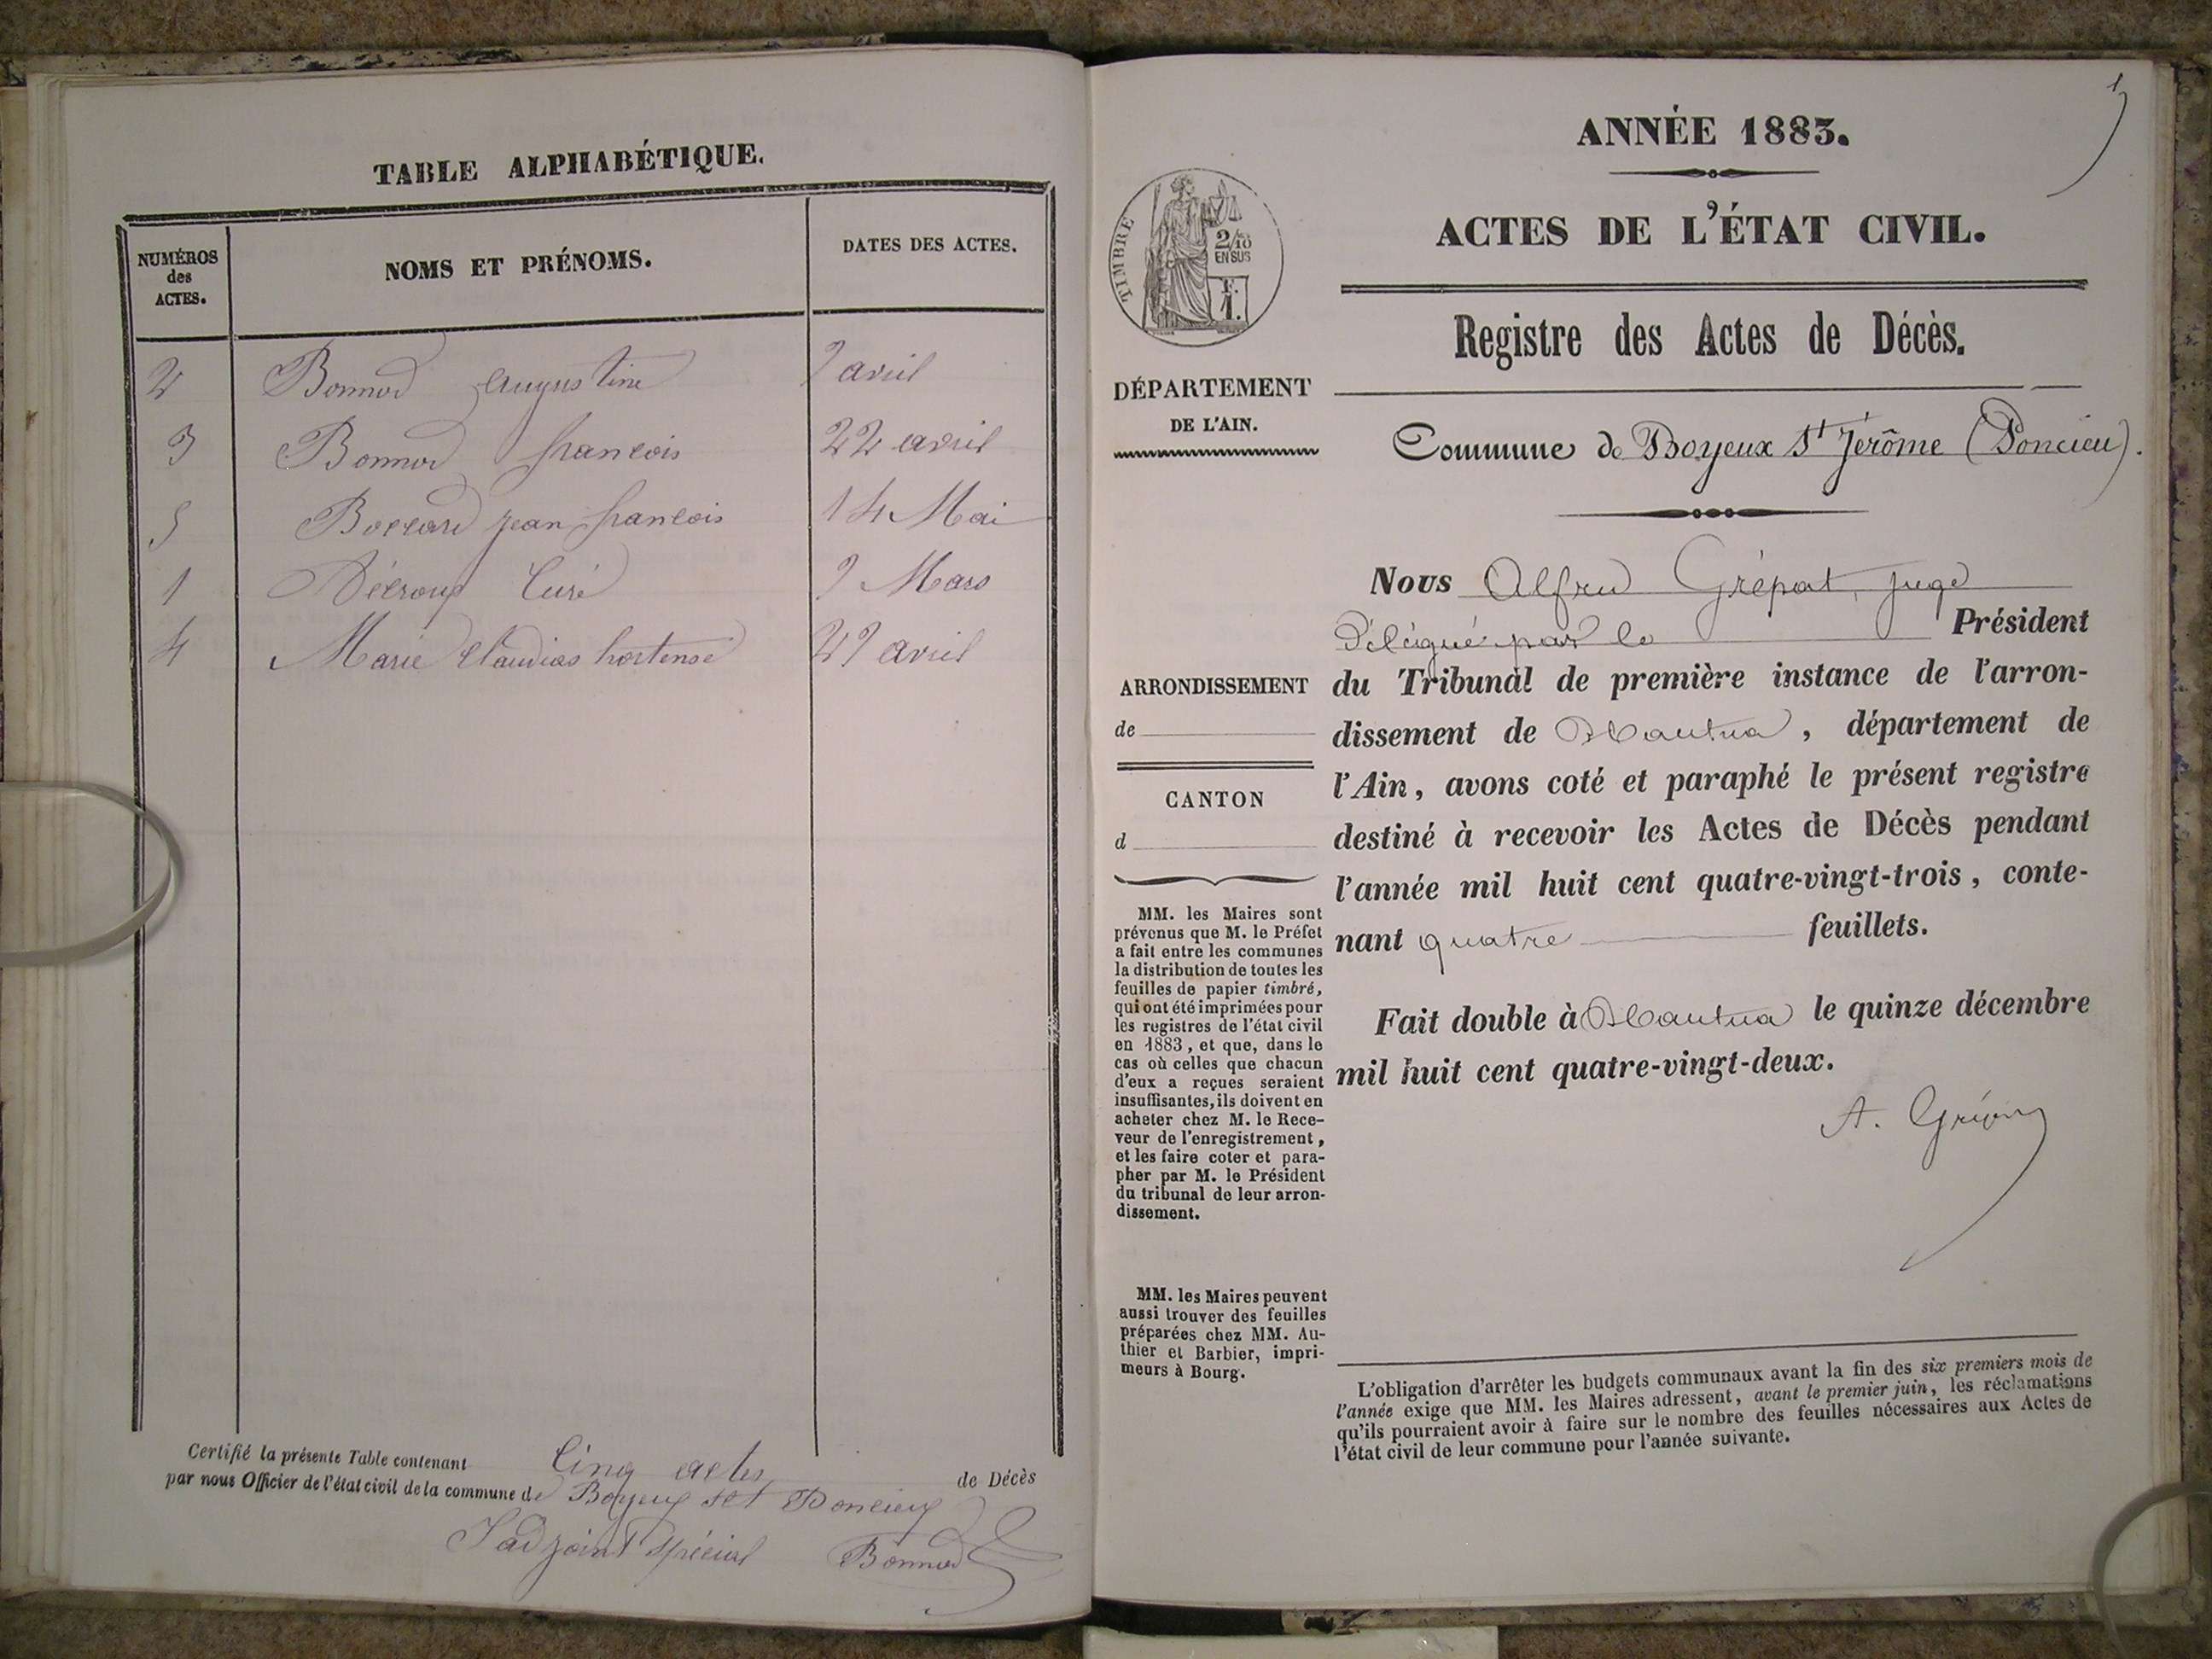 TABLE ALPHABÉTIQUE.
NUMÉROS
des
ACTES.
NOMS ET PRÉNOMS.
DATES DES ACTES.
2 Bonnod augustine 9 avril
3 Bonnod francois 22 avril
5 jean francois 14 Mai
1 Curé 9 Mars
4 Marie Claudias hortense 29 avril
Certifié la présente Table contenant Cinq actes de Décès
par nous Officier de l'état civil de la commune de Boyeux Poncieux
L'adjoint spécial Bonnod
1
ANNÉE 1883.
ACTES DE L'ÉTAT CIVIL.
Registre des Actes de Décès.
TIMBRE
2/10
EN SUS
F.
1.
DÉPARTEMENT
DE L'AIN.
Commune de Boyeux St Jérôme (Poncieu).
Nous Alfred Grépat, juge
Délégué par le Président
du Tribunal de première instance de l'arron-
dissement de Nantua, département de
l'Ain, avons coté et paraphé le présent registre
destiné à recevoir les Actes de Décès pendant
l'année mil huit cent quatre-vingt-trois, conte-
nant quatre feuillets.
Fait double à Nantua le quinze décembre
mil huit cent quatre-vingt-deux.
A.
ARRONDISSEMENT
de
CANTON
d
MM. les Maires sont
prévenus que M. le Préfet
a fait entre les communes
la distribution de toutes les
feuilles de papier timbré,
qui ont été imprimées pour
les registres de l'état civil
en 1883, et que, dans le
cas où celles que chacun
d'eux a reçues seraient
insuffisantes, ils doivent en
acheter chez M. le Rece-
veur de l'enregistrement,
et les faire coter et para-
pher par M. le Président
du tribunal de leur arron-
dissement.
MM. les Maires peuvent
aussi trouver des feuilles
préparées chez MM. Au-
thier et Barbier, impri-
meurs à Bourg.
L'obligation d'arrêter les budgets communaux avant la fin des six premiers mois de
l'année exige que MM. les Maires adressent, avant le premier juin, les réclamations
qu'ils pourraient avoir à faire sur le nombre des feuilles nécessaires aux Actes de
l'état civil de leur commune pour l'année suivante.